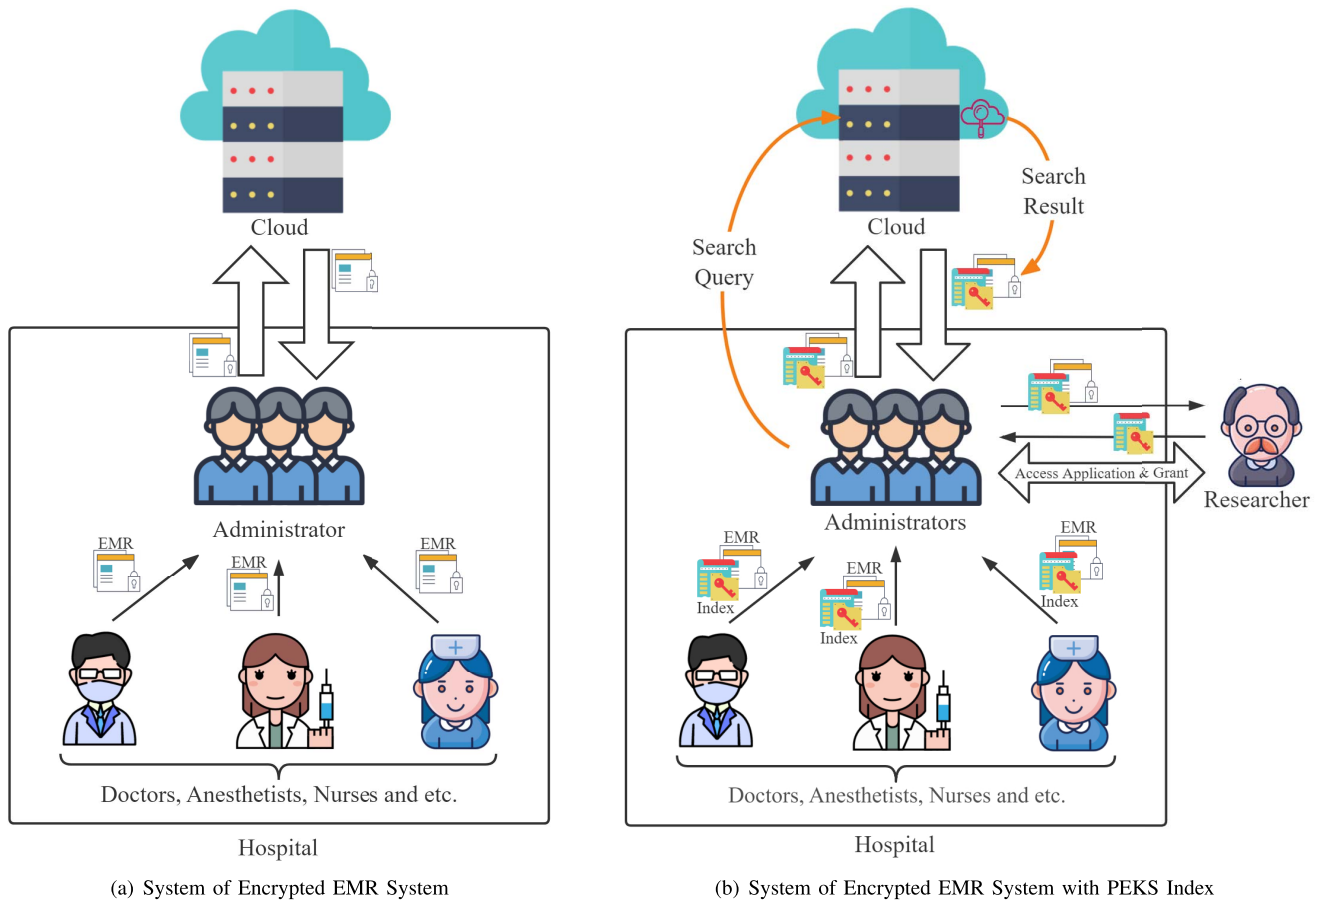 Cloud
Administrator
EMR
EMR
EMR
Doctors, Anesthetists, Nurses and etc.
Hospital
(a) System of Encrypted EMR System
Cloud
Search
Query
Search
Result
Access Application & Grant
Researcher
Administrators
EMR
Index
EMR
Index
EMR
Index
Doctors, Anesthetists, Nurses and etc.
Hospital
(b) System of Encrypted EMR System with PEKS Index